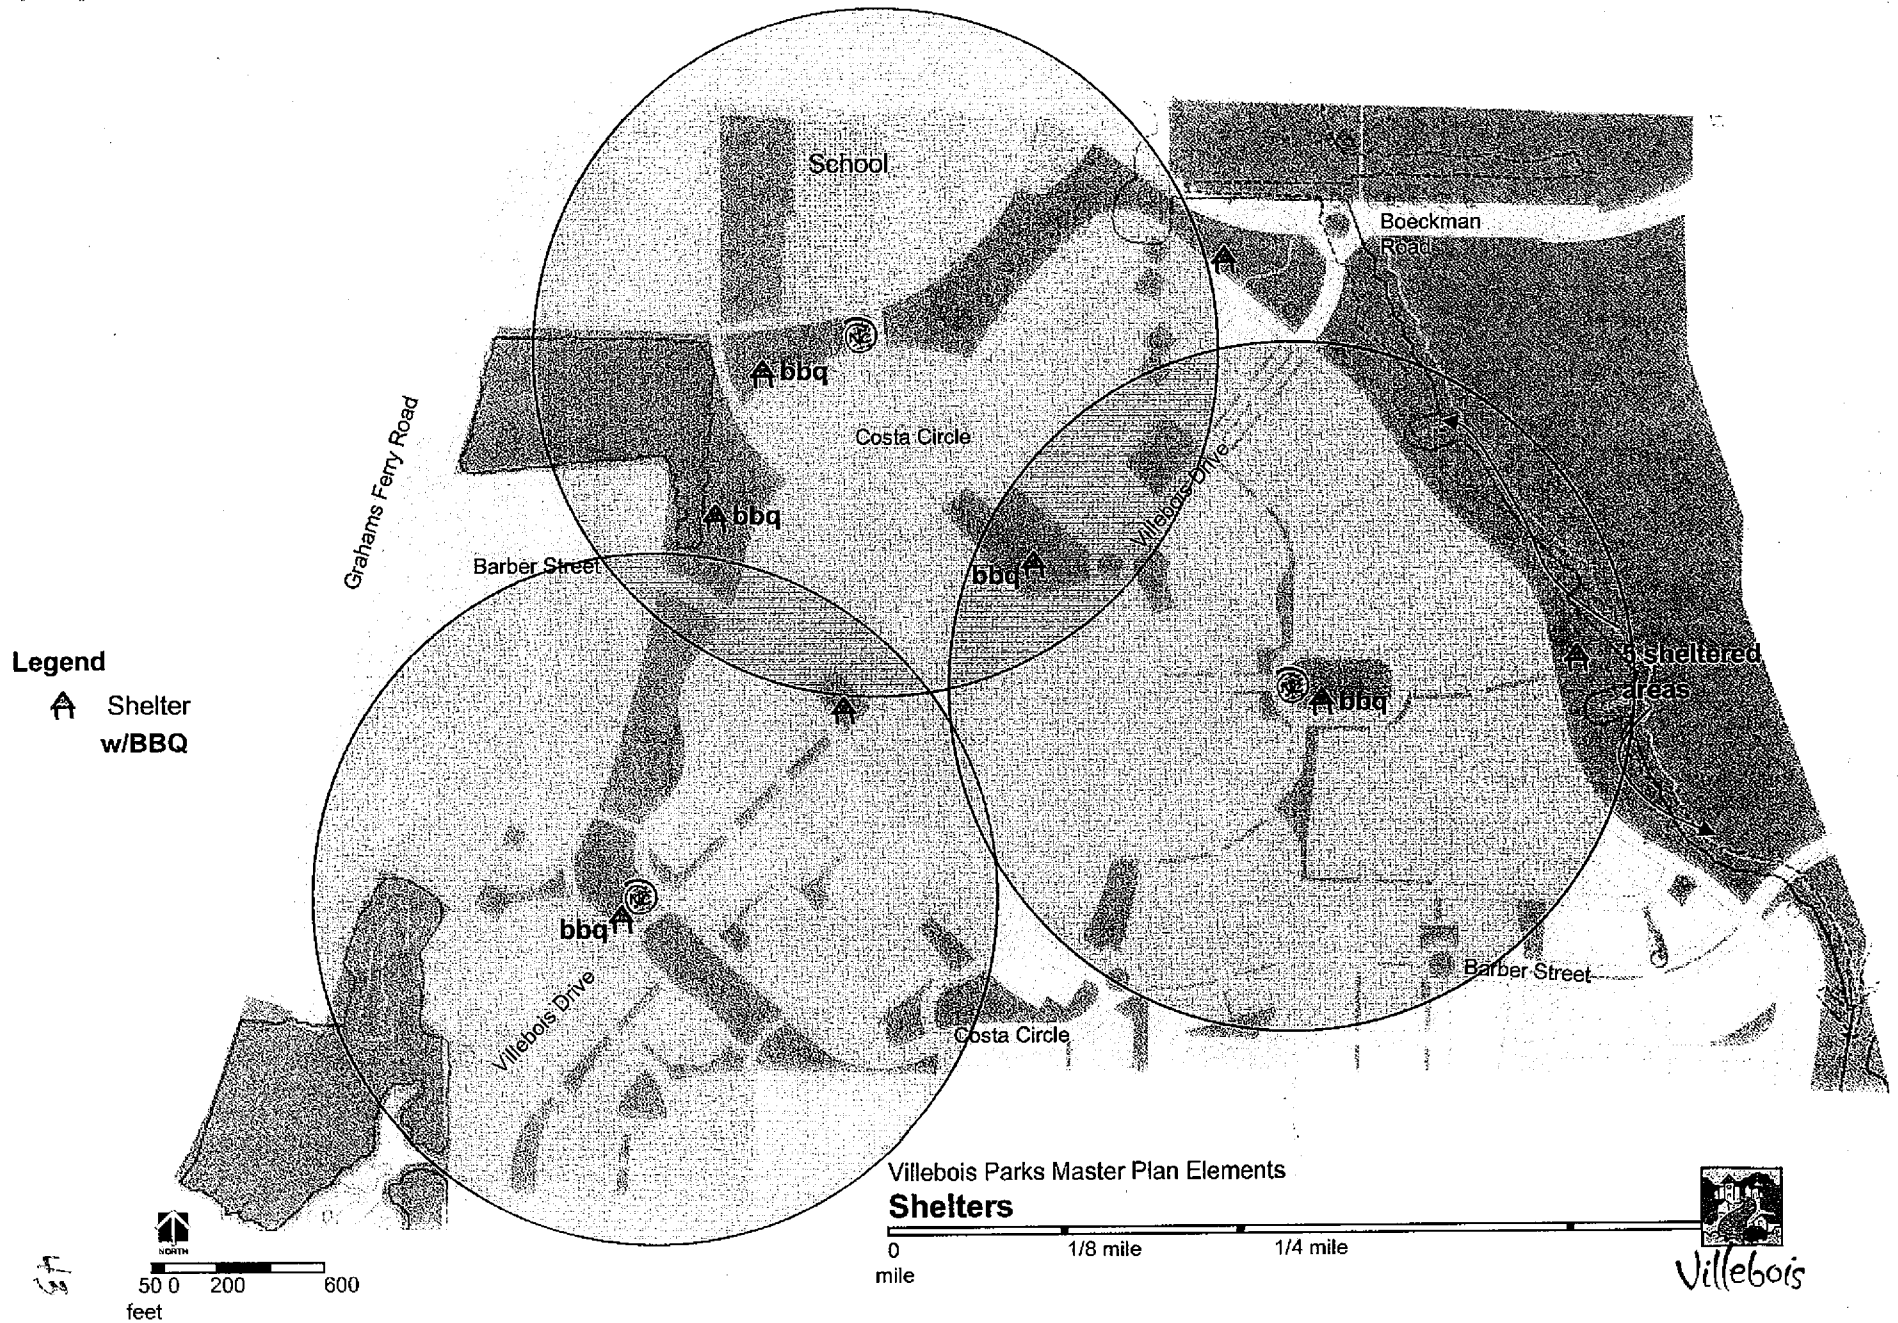 School
Boeckman
Road
bbq
Costa Circle
Grahams Ferry Road
Villebois Drive
bbq
Barber Street
bbq
Legend
Shelter
w/BBQ
5 sheltered
areas
bbq
bbq
Villebois Drive
Barber Street
Costa Circle
Villebois Parks Master Plan Elements
Shelters
0
1/8 mile
1/4 mile
mile
NORTH
50 0 200 600
feet
Villebois